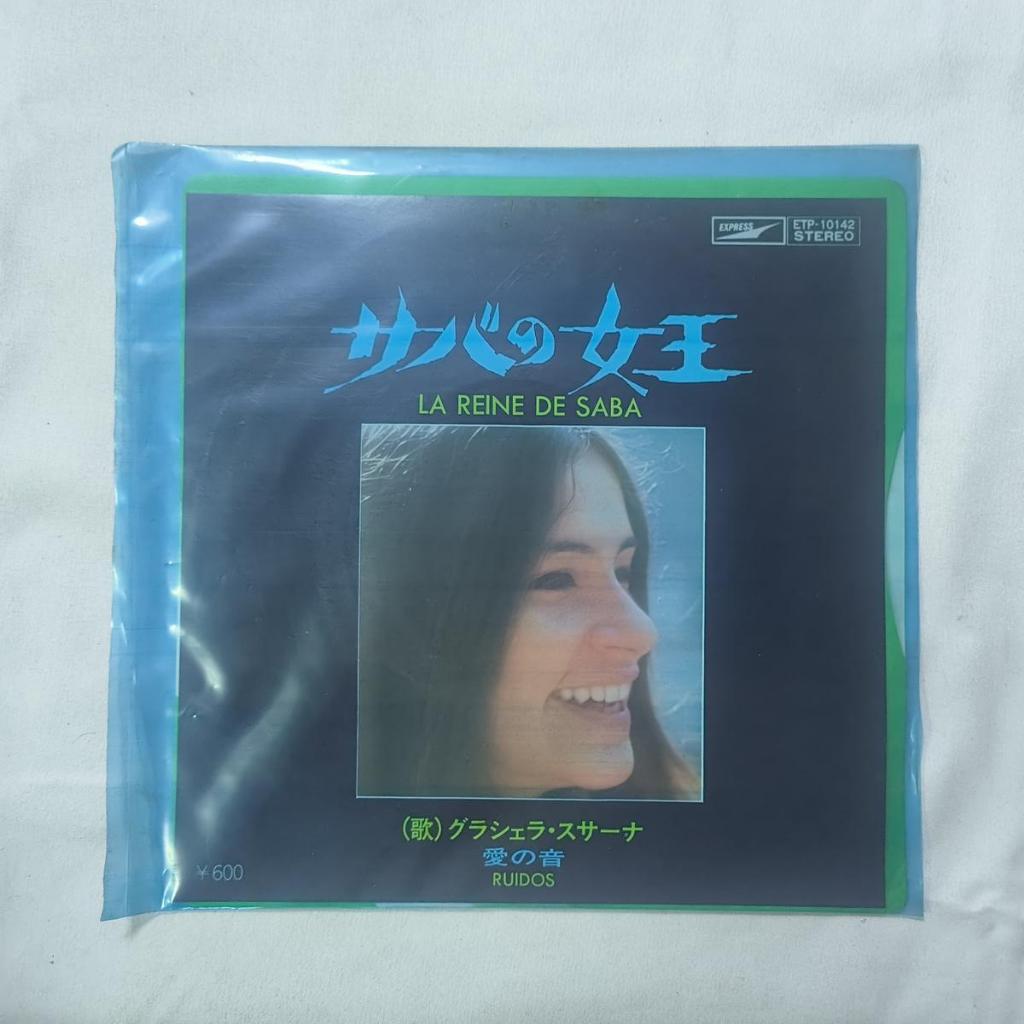 EXPRESS
ETP-10142
STEREO
サバの女王
LA REINE DE SABA
(歌)グラシェラ・スサーナ
愛の音
RUIDOS
¥600